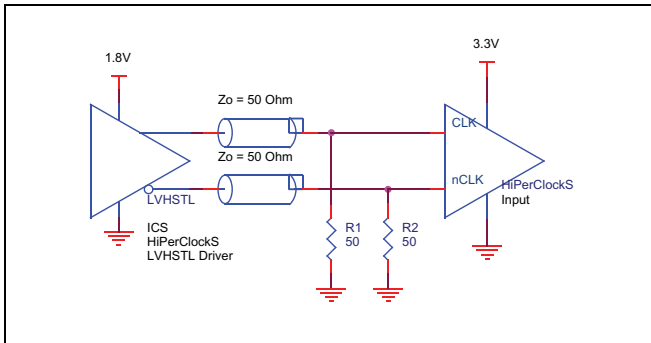 1.8V
3.3V
Zo = 50 Ohm
CLK
Zo = 50 Ohm
nCLK
LVHSTL
HiPerClockS
Input
ICS
HiPerClockS
LVHSTL Driver
R1
50
R2
50